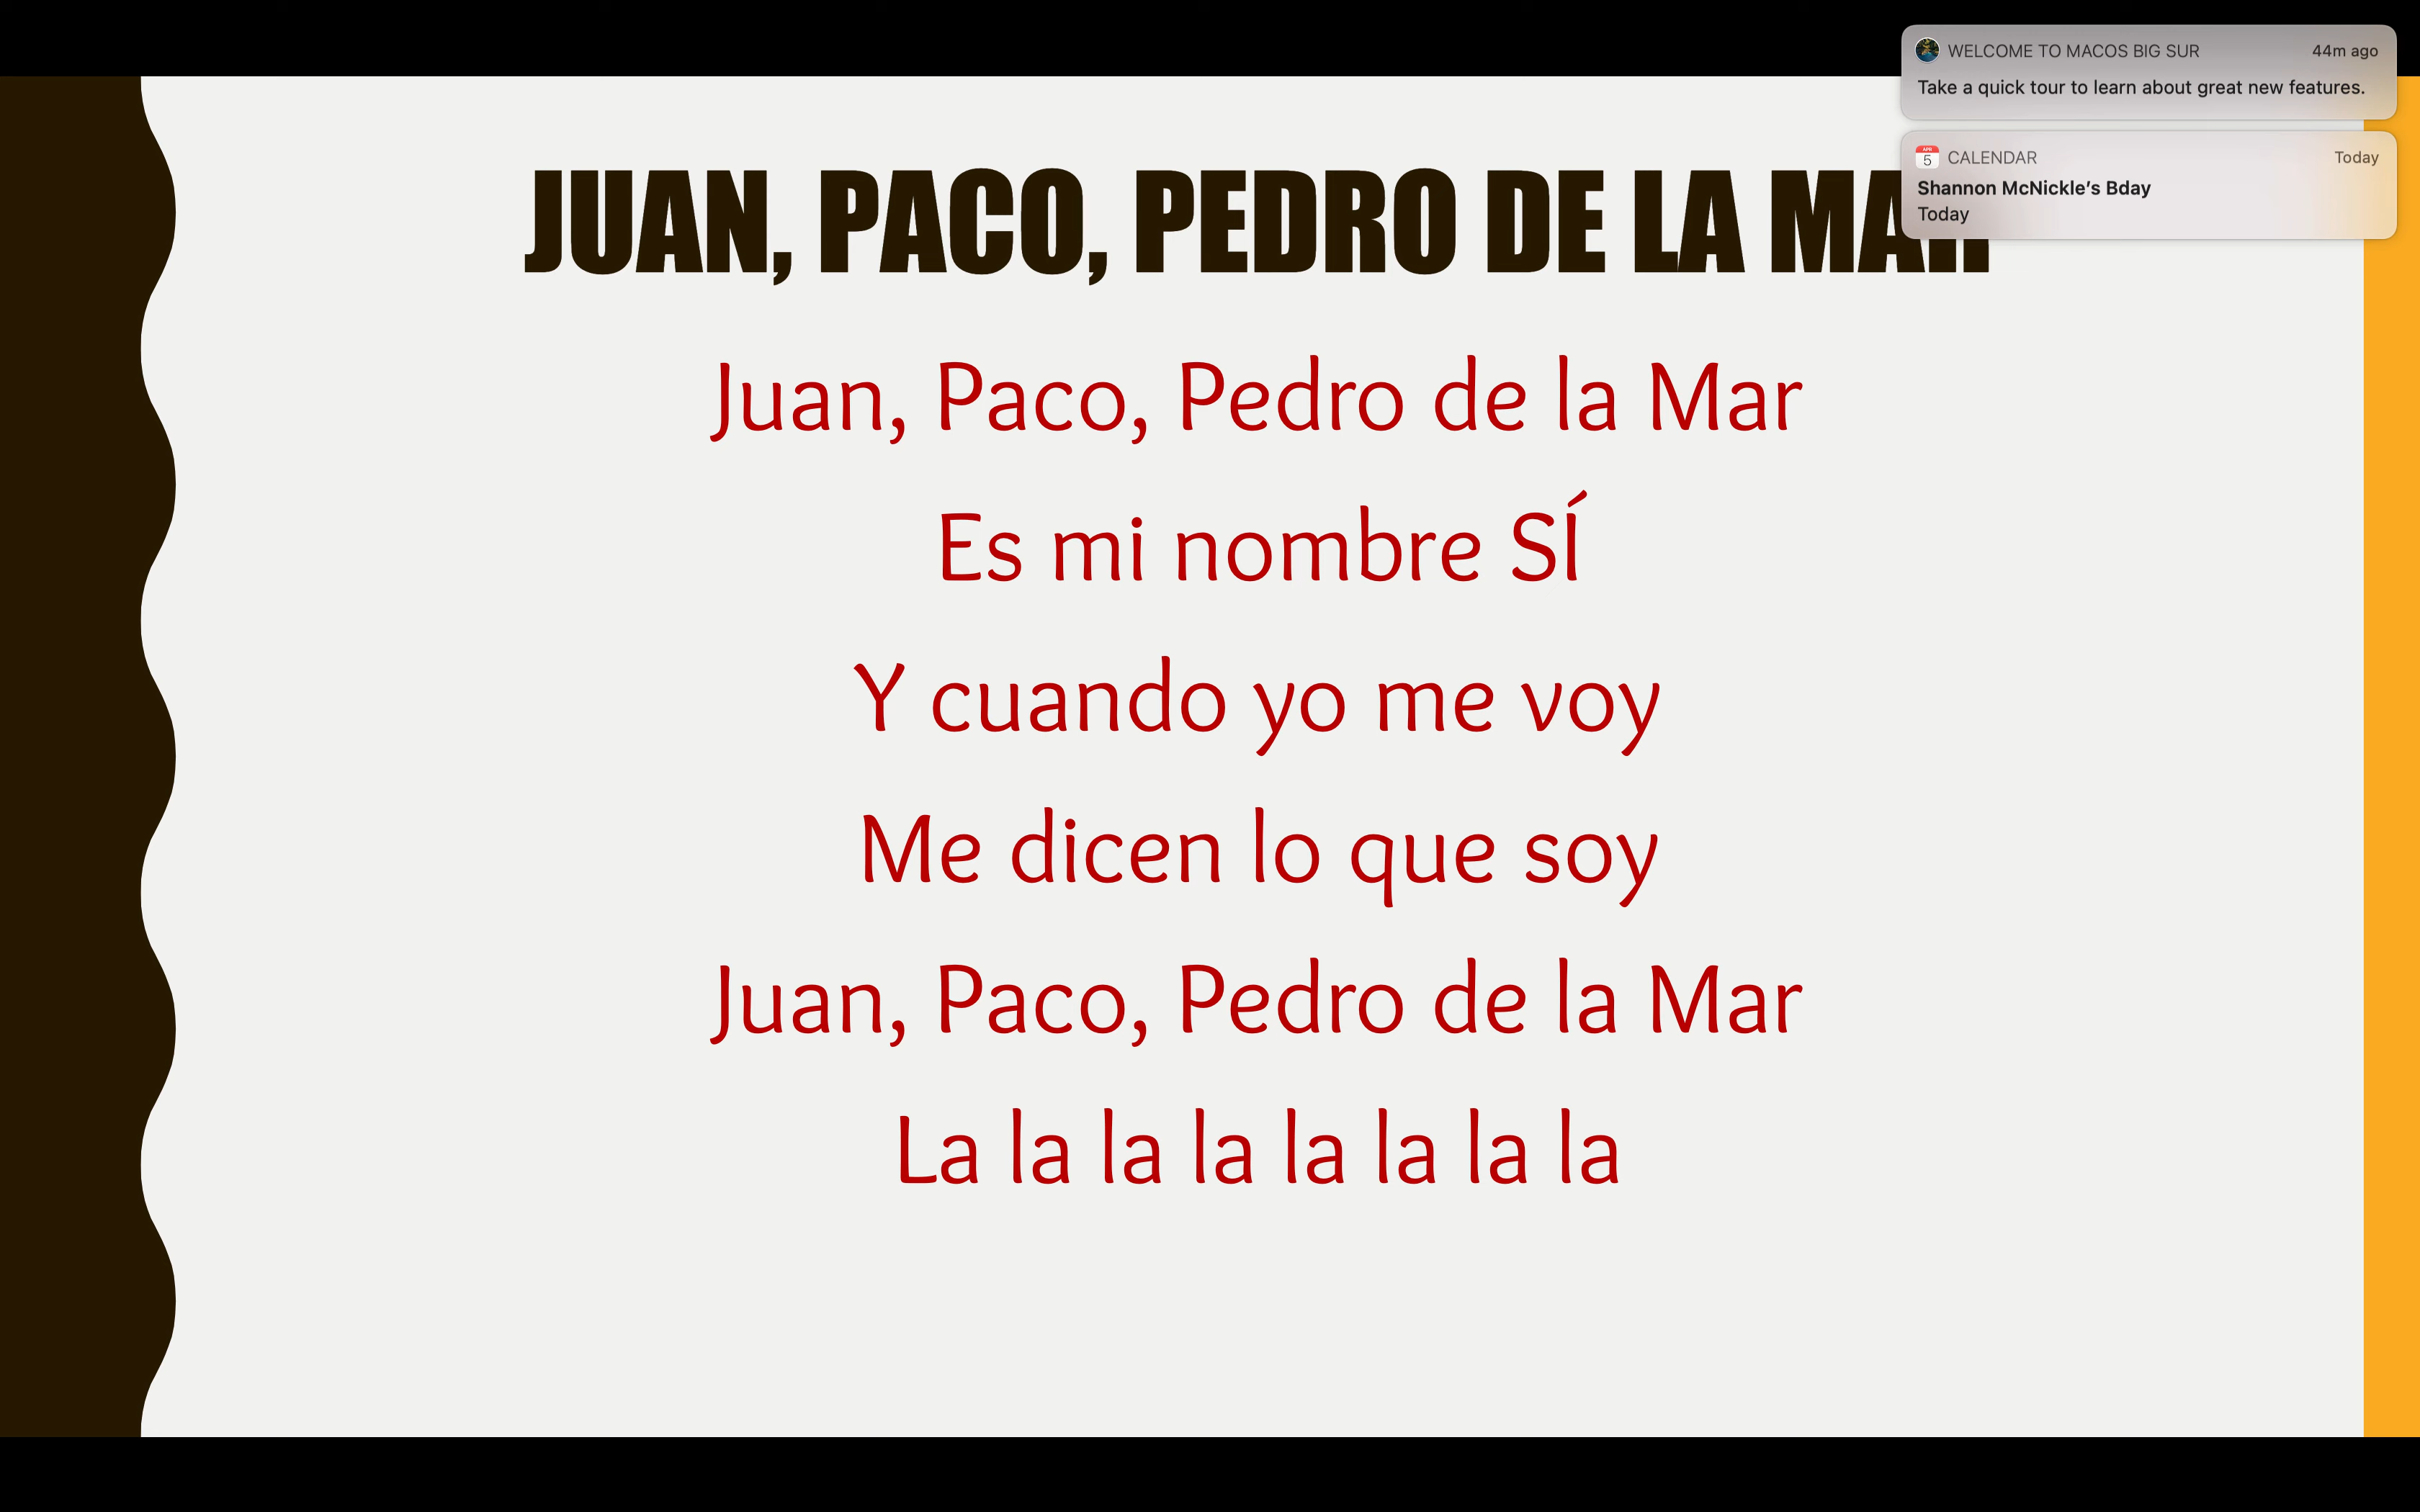 WELCOME TO MACOS BIG SUR 44m ago
Take a quick tour to learn about great new features.
APR
5
CALENDAR Today
Shannon McNickle's Bday
Today
JUAN, PACO, PEDRO DE LA MAR
Juan, Paco, Pedro de la Mar
Es mi nombre SÍ
Y cuando yo me voy
Me dicen lo que soy
Juan, Paco, Pedro de la Mar
La la la la la la la la